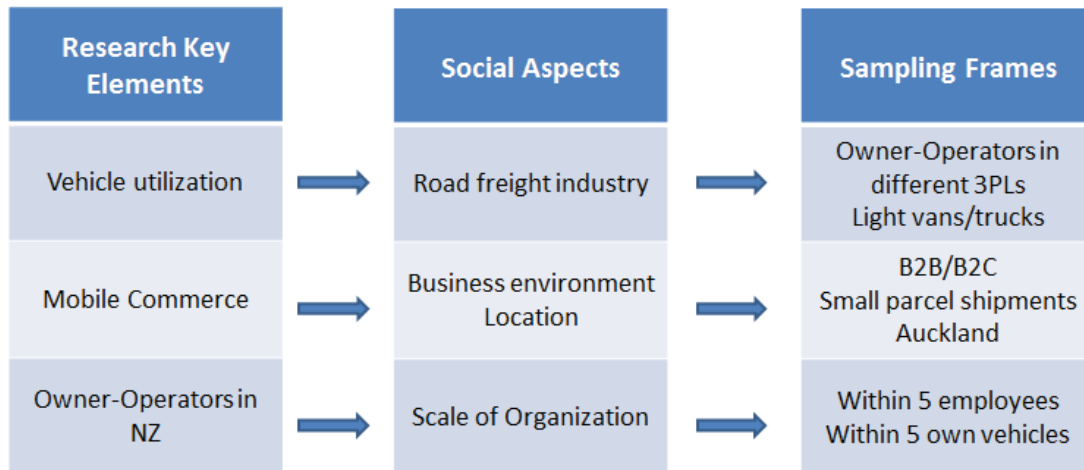 Research Key
Elements
Social Aspects
Sampling Frames
Vehicle utilization
Road freight industry
Owner-Operators in
different 3PLs
Light vans/trucks
Mobile Commerce
Business environment
Location
B2B/B2C
Small parcel shipments
Auckland
Owner-Operators in
NZ
Scale of Organization
Within 5 employees
Within 5 own vehicles